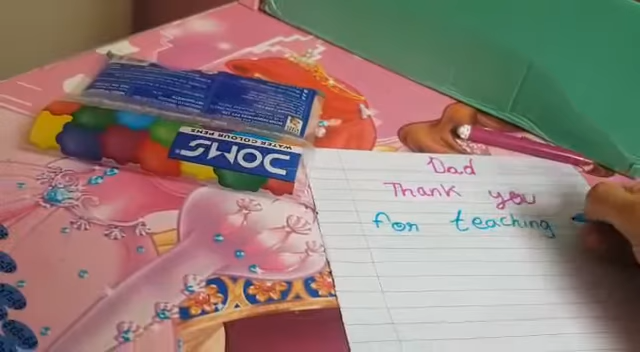 DOMS
WATER COLOUR PENS
Dad
Thank you
for teaching